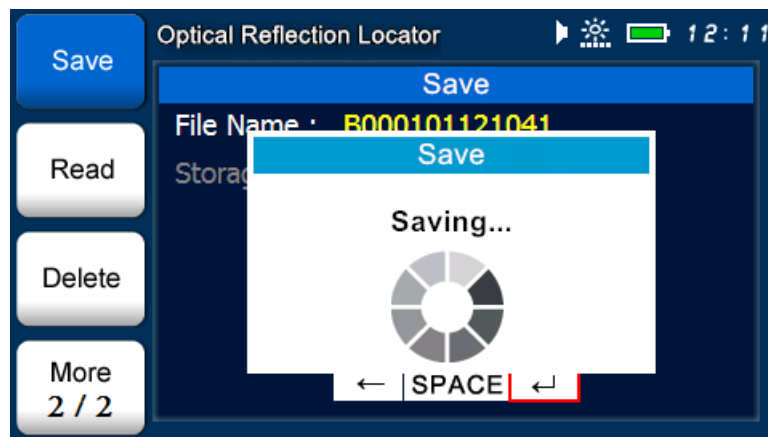 Save
Read
Delete
More
2 / 2
Optical Reflection Locator
12:11
Save
File Name : B000101121041
Storag
Save
Saving...
← SPACE ↵